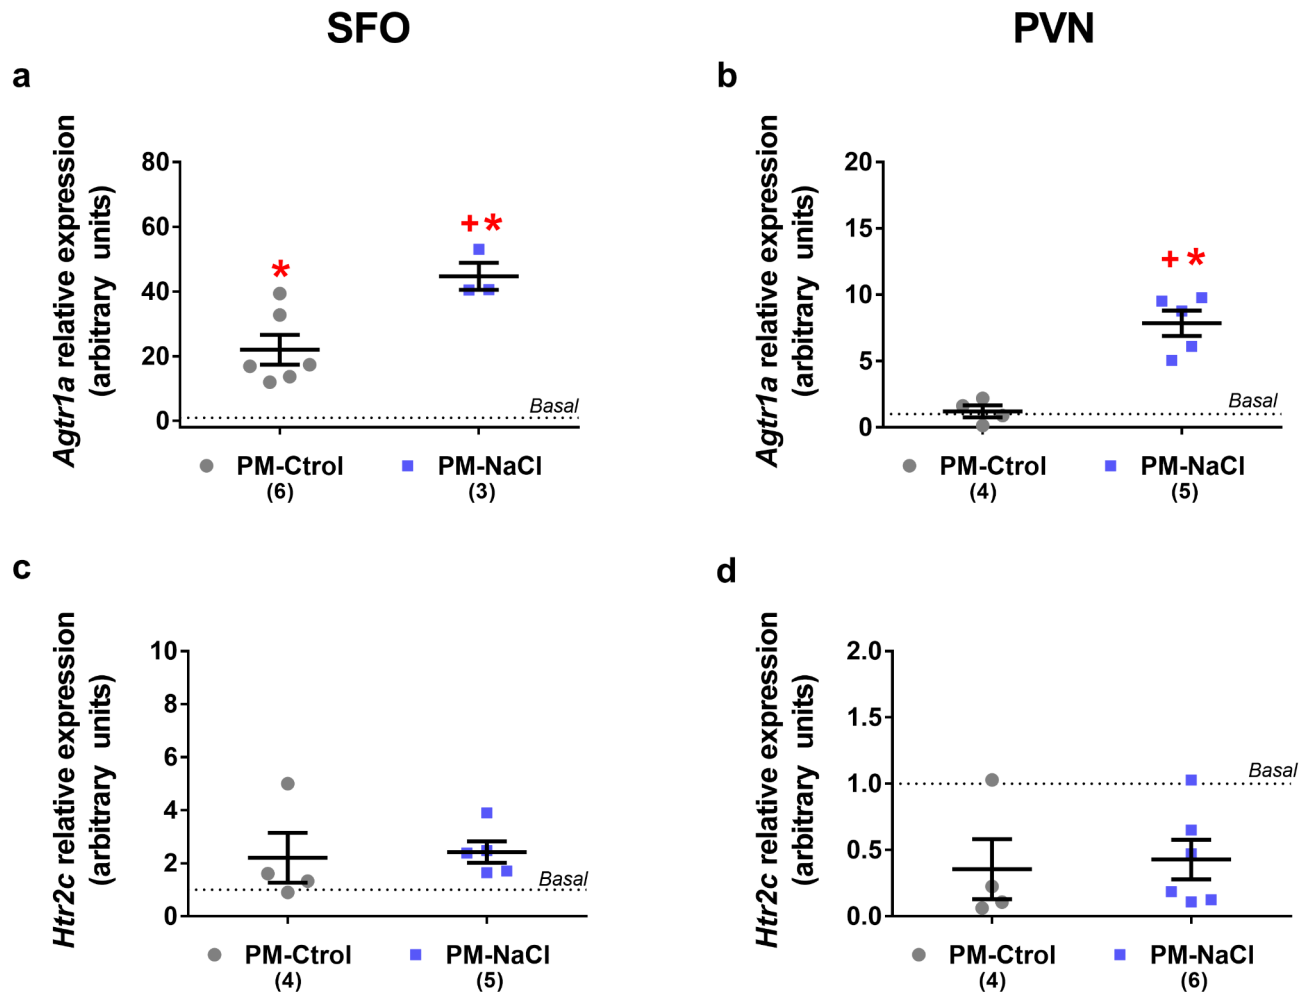 SFO
PVN
a
Agtr1a relative expression
(arbitrary units)
80
60
40
20
0
*
+ *
Basal
PM-Ctrol
(6)
PM-NaCl
(3)
b
Agtr1a relative expression
(arbitrary units)
20
15
10
5
0
+ *
Basal
PM-Ctrol
(4)
PM-NaCl
(5)
c
Htr2c relative expression
(arbitrary units)
10
8
6
4
2
0
Basal
PM-Ctrol
(4)
PM-NaCl
(5)
d
Htr2c relative expression
(arbitrary units)
2.0
1.5
1.0
0.5
0.0
Basal
PM-Ctrol
(4)
PM-NaCl
(6)